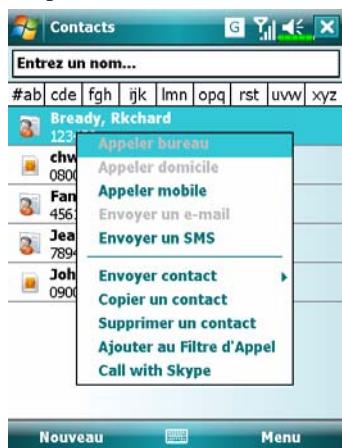 Contacts G
Entrez un nom...
#ab cde fgh ijk lmn opq rst uvw xyz
Bready, Rkchard
123
chw
0800
Fan
456
Jea
789
Joh
0900
Appeler bureau
Appeler domicile
Appeler mobile
Envoyer un e-mail
Envoyer un SMS
Envoyer contact
Copier un contact
Supprimer un contact
Ajouter au Filtre d'Appel
Call with Skype
Nouveau Menu